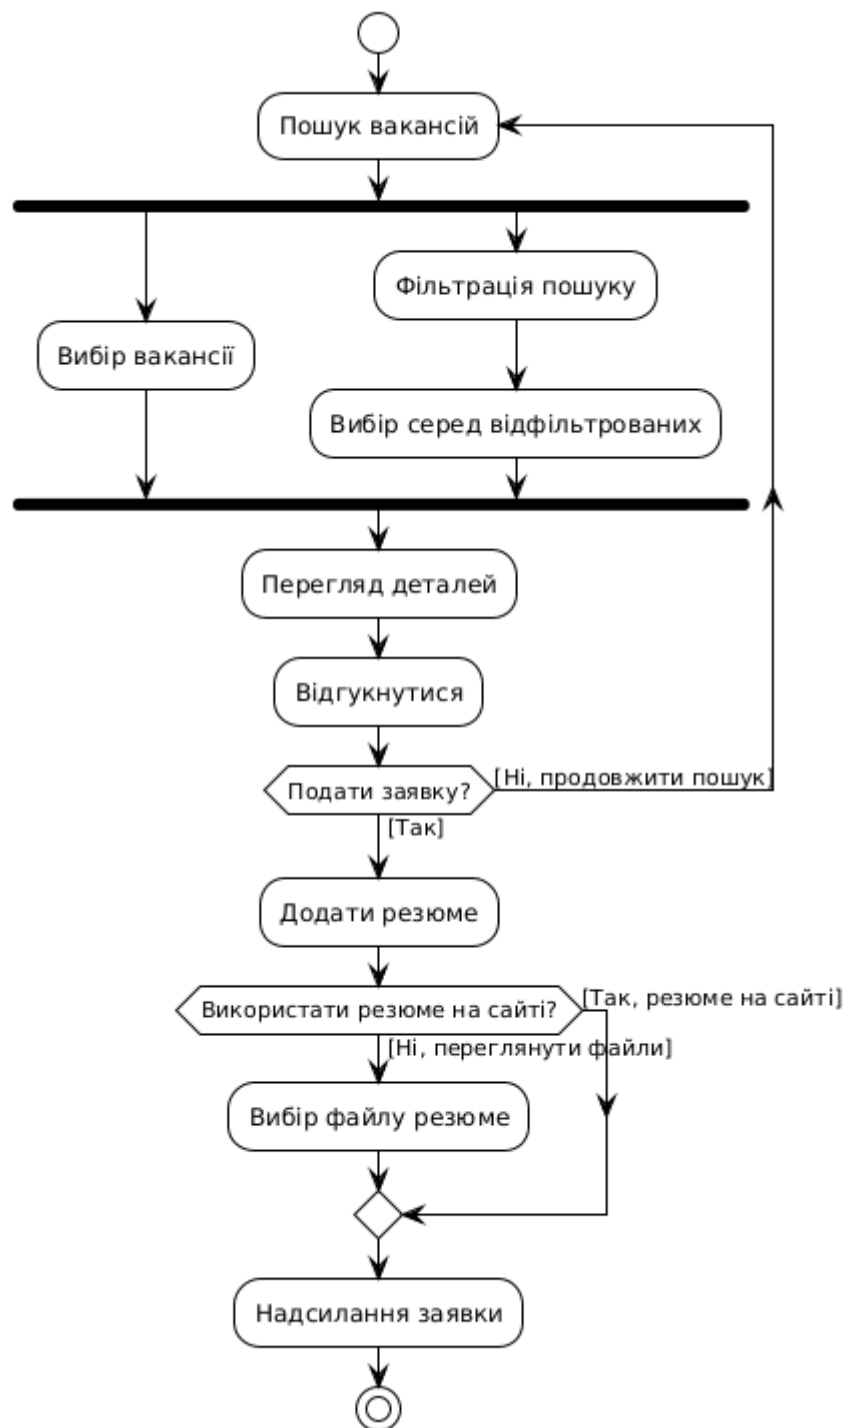 Пошук вакансій
Фільтрація пошуку
Вибір вакансії
Вибір серед відфільтрованих
Перегляд деталей
Відгукнутися
Подати заявку?
[Ні, продовжити пошук]
[Так]
Додати резюме
Використати резюме на сайті?
[Так, резюме на сайті]
[Ні, переглянути файли]
Вибір файлу резюме
Надсилання заявки